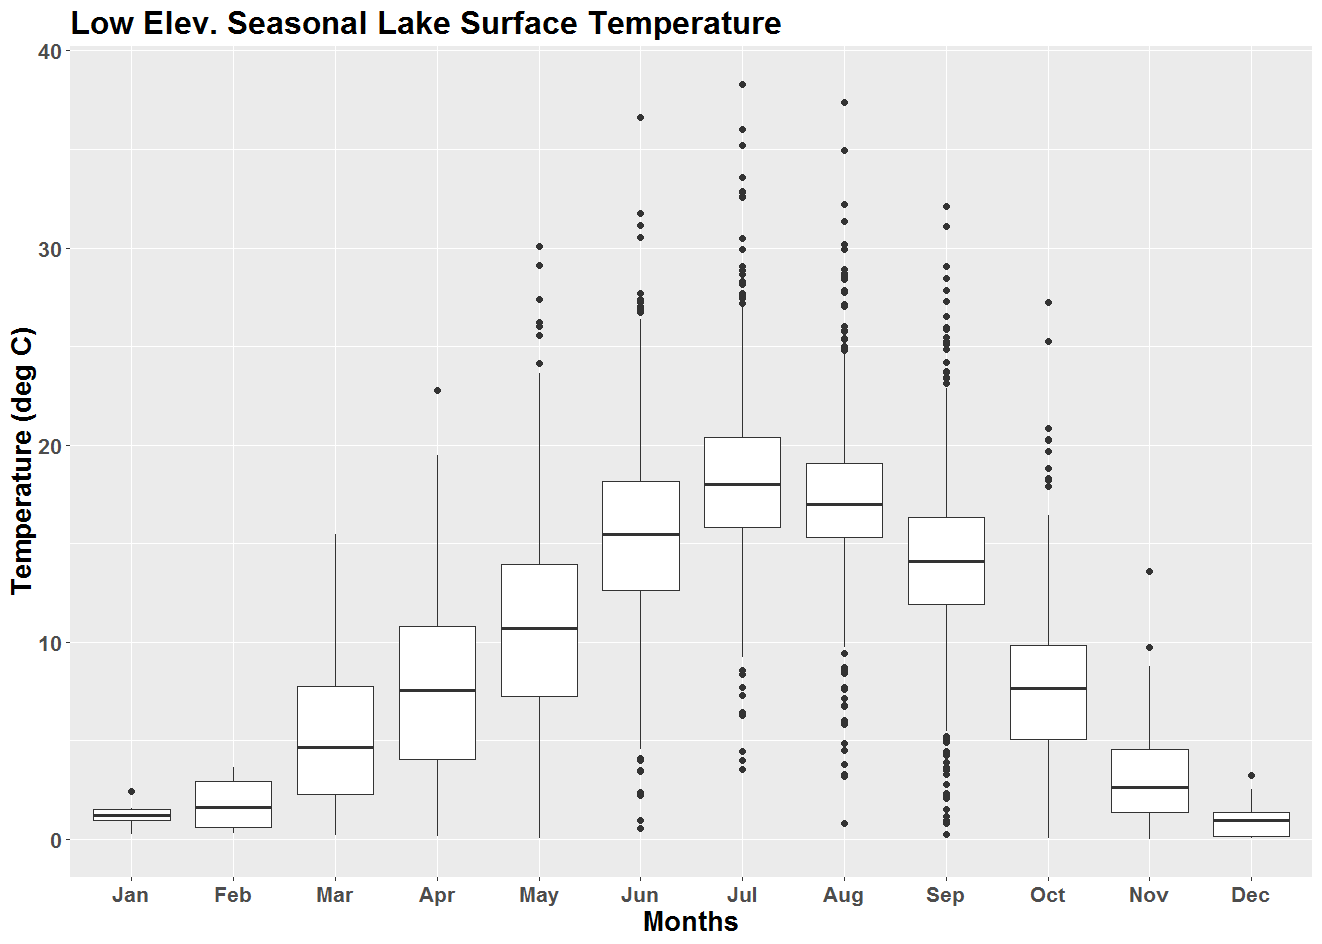 Low Elev. Seasonal Lake Surface Temperature
40
30
20
10
0
Temperature (deg C)
Jan Feb Mar Apr May Jun Jul Aug Sep Oct Nov Dec
Months